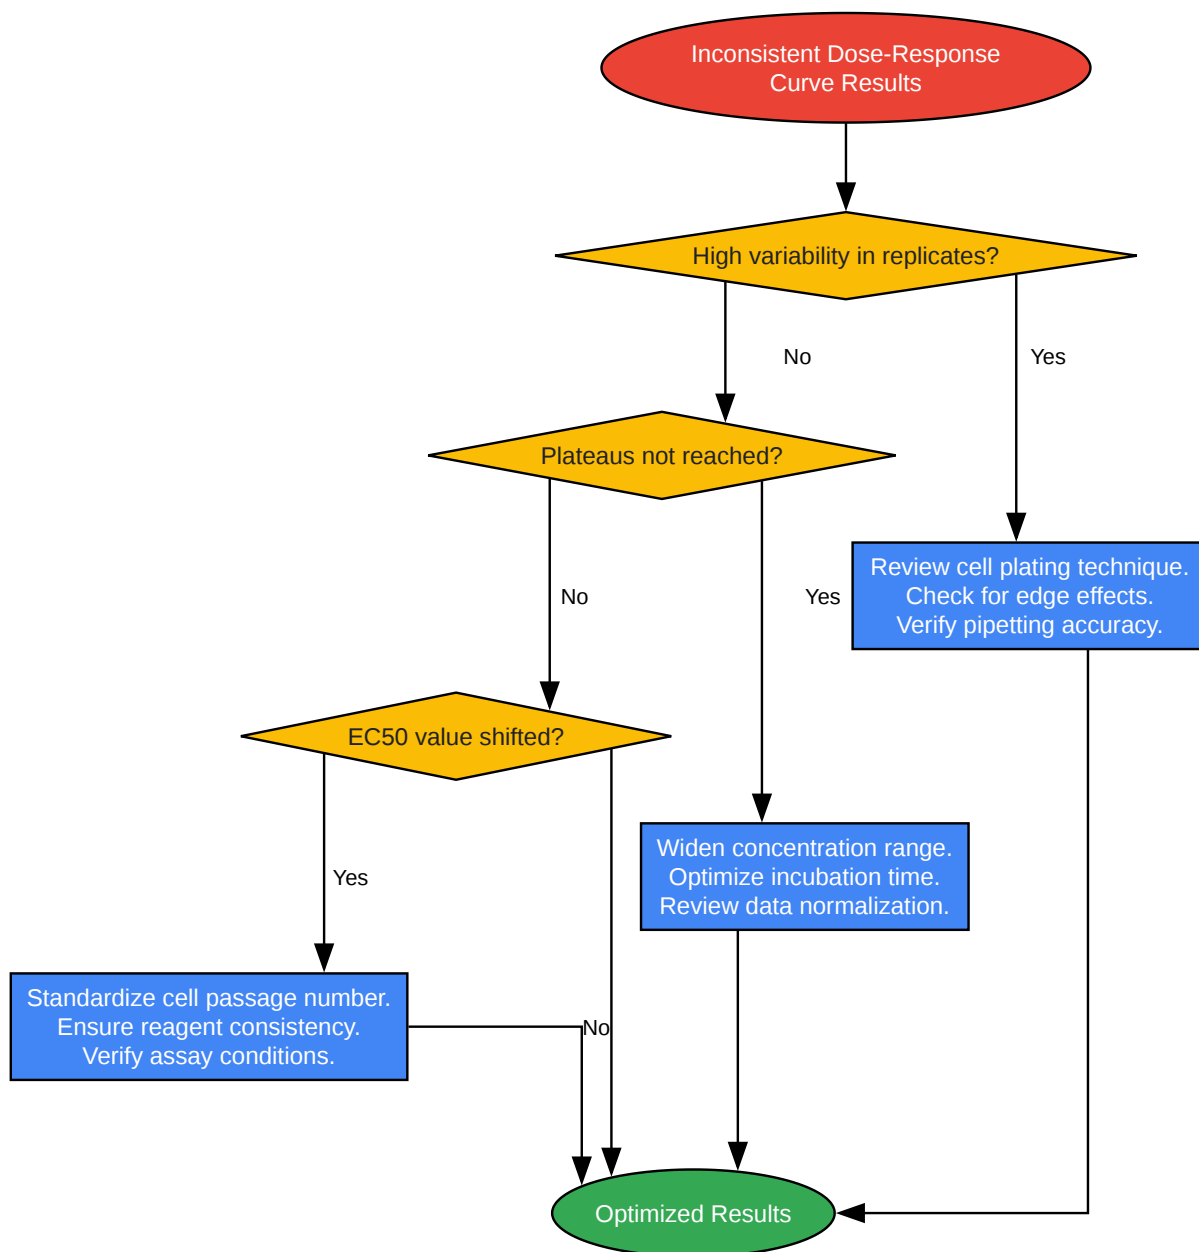 Inconsistent Dose-Response
Curve Results
High variability in replicates?
No
Yes
Plateaus not reached?
Review cell plating technique.
Check for edge effects.
Verify pipetting accuracy.
No
Yes
EC50 value shifted?
Widen concentration range.
Optimize incubation time.
Review data normalization.
Yes
Standardize cell passage number.
Ensure reagent consistency.
Verify assay conditions.
No
Optimized Results